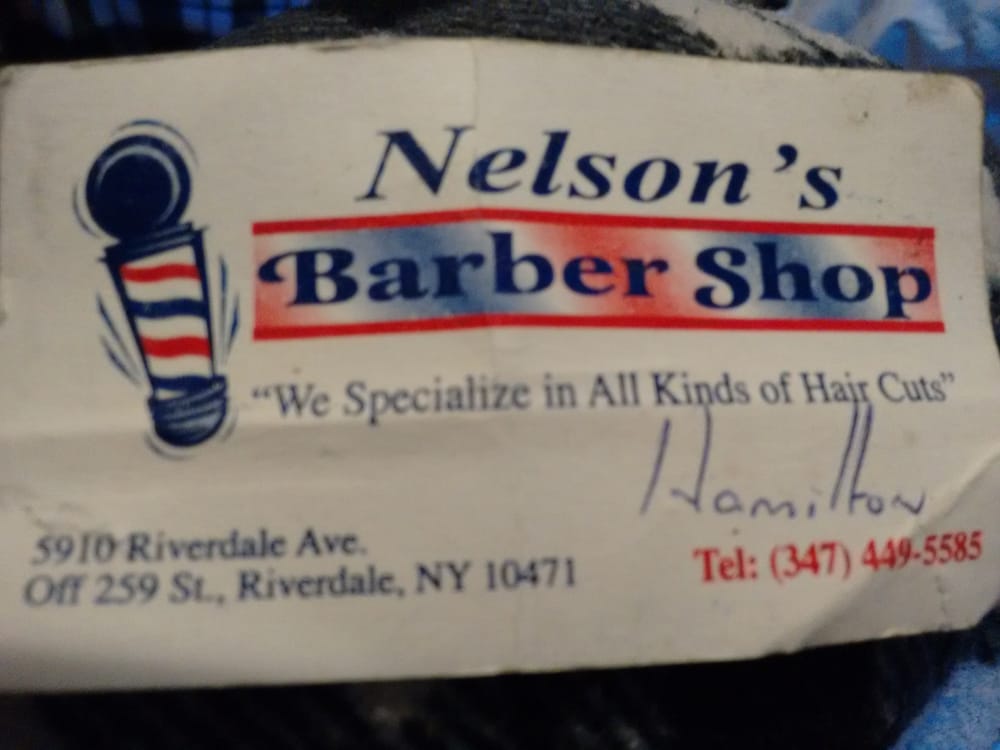 Nelson's
Barber Shop
“We Specialize in All Kinds of Hair Cuts”
Hamilton
5910 Riverdale Ave.
Off 259 St., Riverdale, NY 10471
Tel: (347) 449-5585